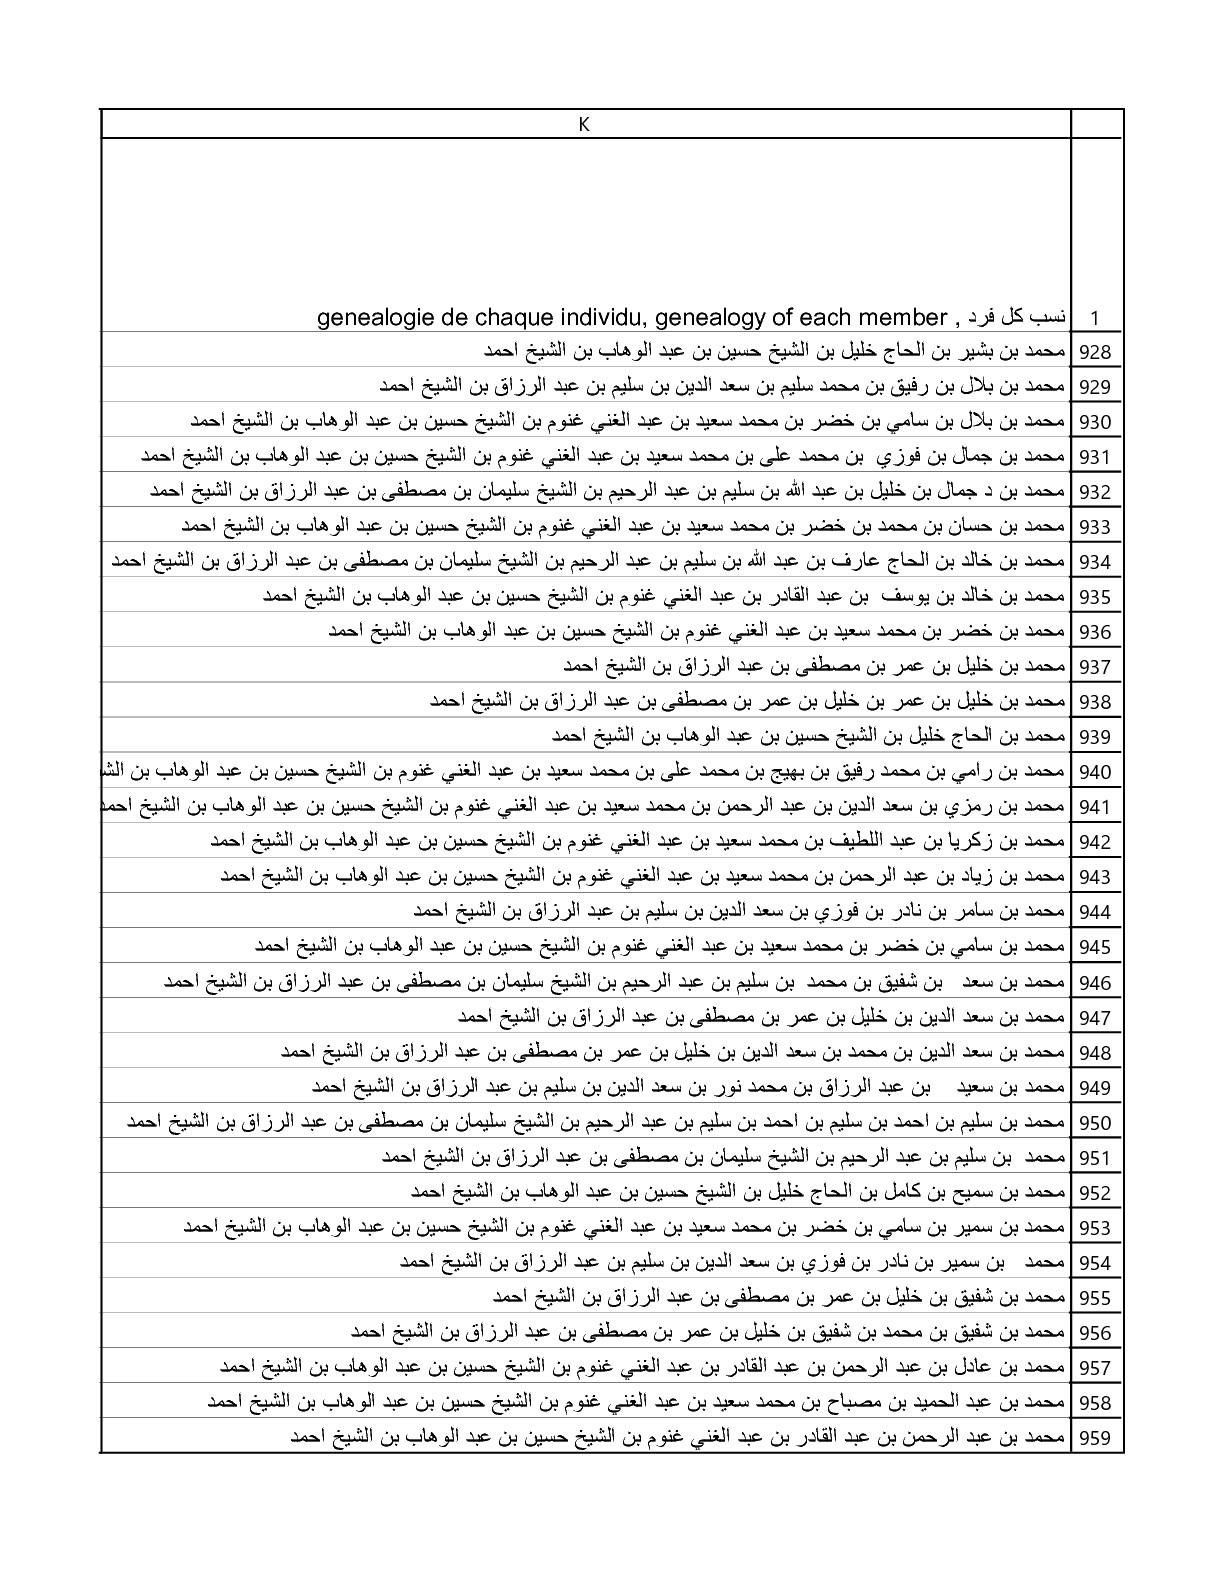 K
1 نسب كل فرد , genealogie de chaque individu, genealogy of each member
928 محمد بن بشير بن الحاج خليل بن الشيخ حسين بن عبد الوهاب بن الشيخ احمد
929 محمد بن بلال بن رفيق بن محمد سليم بن سعد الدين بن سليم بن عبد الرزاق بن الشيخ احمد
930 محمد بن بلال بن سامي بن خضر بن محمد سعيد بن عبد الغني غنوم بن الشيخ حسين بن عبد الوهاب بن الشيخ احمد
931 محمد بن جمال بن فوزي بن محمد على بن محمد سعيد بن عبد الغني غنوم بن الشيخ حسين بن عبد الوهاب بن الشيخ احمد
932 محمد بن د جمال بن خليل بن عبد الله بن سليم بن عبد الرحيم بن الشيخ سليمان بن مصطفى بن عبد الرزاق بن الشيخ احمد
933 محمد بن حسان بن محمد بن خضر بن محمد سعيد بن عبد الغني غنوم بن الشيخ حسين بن عبد الوهاب بن الشيخ احمد
934 محمد بن خالد بن الحاج عارف بن عبد الله بن سليم بن عبد الرحيم بن الشيخ سليمان بن مصطفى بن عبد الرزاق بن الشيخ احمد
935 محمد بن خالد بن يوسف بن عبد القادر بن عبد الغني غنوم بن الشيخ حسين بن عبد الوهاب بن الشيخ احمد
936 محمد بن خضر بن محمد سعيد بن عبد الغني غنوم بن الشيخ حسين بن عبد الوهاب بن الشيخ احمد
937 محمد بن خليل بن عمر بن مصطفى بن عبد الرزاق بن الشيخ احمد
938 محمد بن خليل بن عمر بن خليل بن عمر بن مصطفى بن عبد الرزاق بن الشيخ احمد
939 محمد بن الحاج خليل بن الشيخ حسين بن عبد الوهاب بن الشيخ احمد
940 محمد بن رامي بن محمد رفيق بن بهيج بن محمد على بن محمد سعيد بن عبد الغني غنوم بن الشيخ حسين بن عبد الوهاب بن الش
941 محمد بن رمزي بن سعد الدين بن عبد الرحمن بن محمد سعيد بن عبد الغني غنوم بن الشيخ حسين بن عبد الوهاب بن الشيخ احمد
942 محمد بن زكريا بن عبد اللطيف بن محمد سعيد بن عبد الغني غنوم بن الشيخ حسين بن عبد الوهاب بن الشيخ احمد
943 محمد بن زياد بن عبد الرحمن بن محمد سعيد بن عبد الغني غنوم بن الشيخ حسين بن عبد الوهاب بن الشيخ احمد
944 محمد بن سامر بن نادر بن فوزي بن سعد الدين بن سليم بن عبد الرزاق بن الشيخ احمد
945 محمد بن سامي بن خضر بن محمد سعيد بن عبد الغني غنوم بن الشيخ حسين بن عبد الوهاب بن الشيخ احمد
946 محمد بن سعد بن شفيق بن محمد بن سليم بن عبد الرحيم بن الشيخ سليمان بن مصطفى بن عبد الرزاق بن الشيخ احمد
947 محمد بن سعد الدين بن خليل بن عمر بن مصطفى بن عبد الرزاق بن الشيخ احمد
948 محمد بن سعد الدين بن محمد بن سعد الدين بن خليل بن عمر بن مصطفى بن عبد الرزاق بن الشيخ احمد
949 محمد بن سعيد بن عبد الرزاق بن محمد نور بن سعد الدين بن سليم بن عبد الرزاق بن الشيخ احمد
950 محمد بن سليم بن احمد بن سليم بن احمد بن سليم بن عبد الرحيم بن الشيخ سليمان بن مصطفى بن عبد الرزاق بن الشيخ احمد
951 محمد بن سليم بن عبد الرحيم بن الشيخ سليمان بن مصطفى بن عبد الرزاق بن الشيخ احمد
952 محمد بن سميح بن كامل بن الحاج خليل بن الشيخ حسين بن عبد الوهاب بن الشيخ احمد
953 محمد بن سمير بن سامي بن خضر بن محمد سعيد بن عبد الغني غنوم بن الشيخ حسين بن عبد الوهاب بن الشيخ احمد
954 محمد بن سمير بن نادر بن فوزي بن سعد الدين بن سليم بن عبد الرزاق بن الشيخ احمد
955 محمد بن شفيق بن خليل بن عمر بن مصطفى بن عبد الرزاق بن الشيخ احمد
956 محمد بن شفيق بن محمد بن شفيق بن خليل بن عمر بن مصطفى بن عبد الرزاق بن الشيخ احمد
957 محمد بن عادل بن عبد الرحمن بن عبد القادر بن عبد الغني غنوم بن الشيخ حسين بن عبد الوهاب بن الشيخ احمد
958 محمد بن عبد الحميد بن مصباح بن محمد سعيد بن عبد الغني غنوم بن الشيخ حسين بن عبد الوهاب بن الشيخ احمد
959 محمد بن عبد الرحمن بن عبد القادر بن عبد الغني غنوم بن الشيخ حسين بن عبد الوهاب بن الشيخ احمد